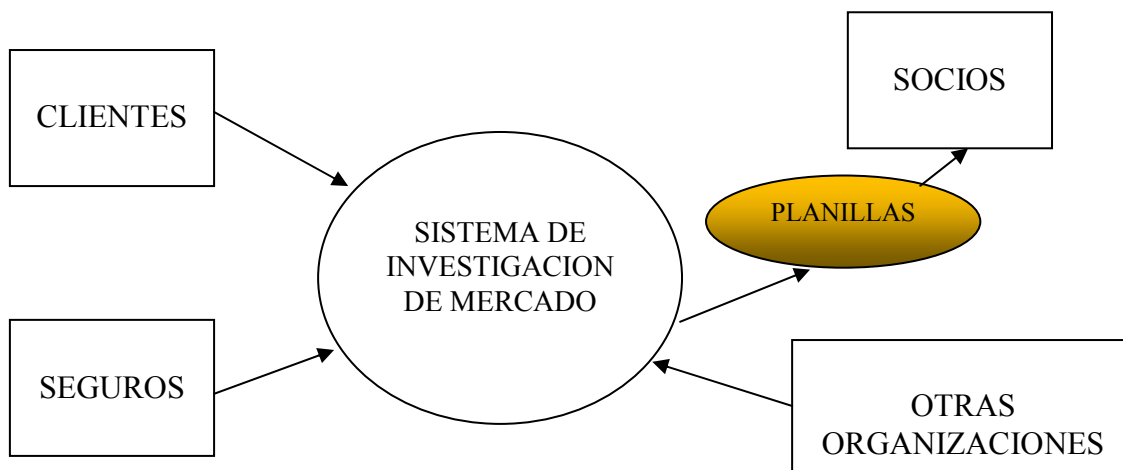 CLIENTES
SOCIOS
PLANILLAS
SISTEMA DE
INVESTIGACION
DE MERCADO
SEGUROS
OTRAS
ORGANIZACIONES